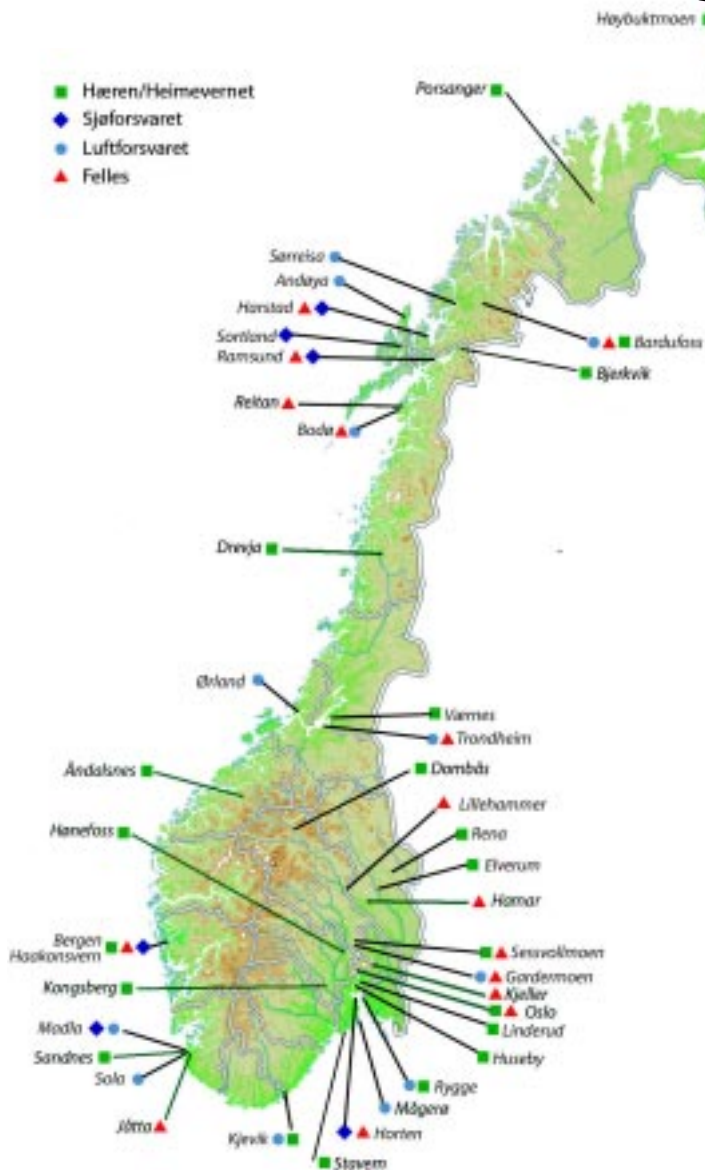 Høybuktmoen
Hæren/Heimevernet
Porsanger
Sjøforsvaret
Luftforsvaret
Felles
Sørreisa
Andøya
Harstad
Sortland
Bardufoss
Ramsund
Bjerkvik
Reitan
Bodø
Drevja
Ørland
Værnes
Trondheim
Åndalsnes
Dombås
Lillehammer
Hønefoss
Rena
Elverum
Hamar
Bergen
Haakonsvern
Sessvollmoen
Gardermoen
Kongsberg
Kjeller
Oslo
Madla
Linderud
Sandnes
Huseby
Sola
Rygge
Mågerø
Jåtta
Kjevik
Horten
Stavern